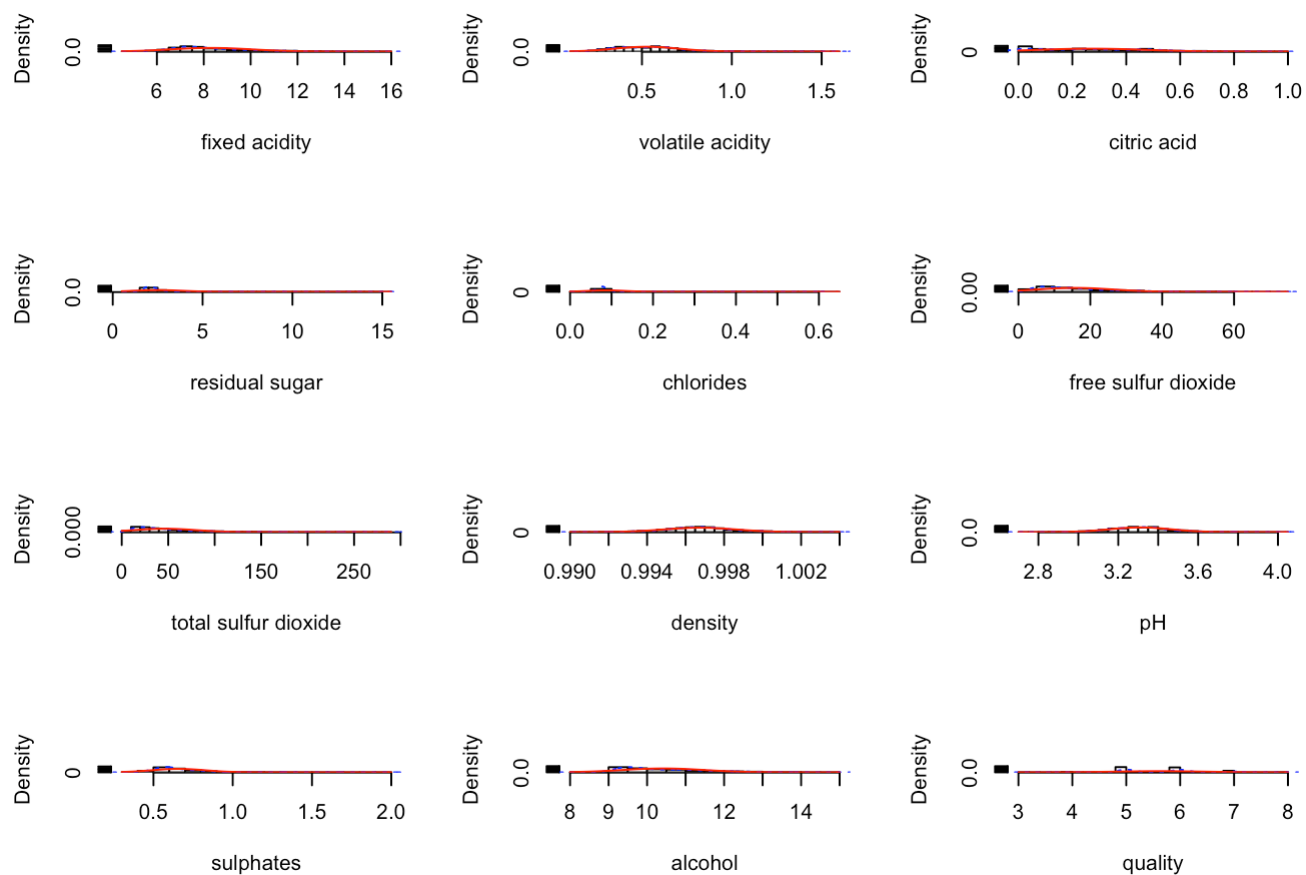 Density 0.0 6 8 10 12 14 16 fixed acidity
Density 0.0 0.5 1.0 1.5 volatile acidity
Density 0 0.0 0.2 0.4 0.6 0.8 1.0 citric acid
Density 0.0 0 5 10 15 residual sugar
Density 0 0.0 0.2 0.4 0.6 chlorides
Density 0.00 0 20 40 60 free sulfur dioxide
Density 0.000 0 50 150 250 total sulfur dioxide
Density 0 0.990 0.994 0.998 1.002 density
Density 0.0 2.8 3.2 3.6 4.0 pH
Density 0 0.5 1.0 1.5 2.0 sulphates
Density 0.0 8 9 10 12 14 alcohol
Density 0.0 3 4 5 6 7 8 quality